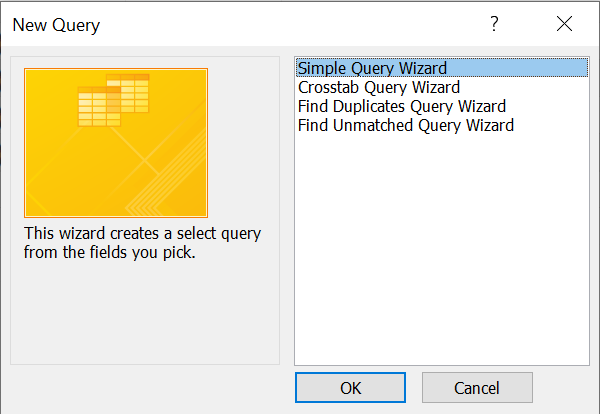 New Query
?
Simple Query Wizard
Crosstab Query Wizard
Find Duplicates Query Wizard
Find Unmatched Query Wizard
This wizard creates a select query
from the fields you pick.
OK
Cancel